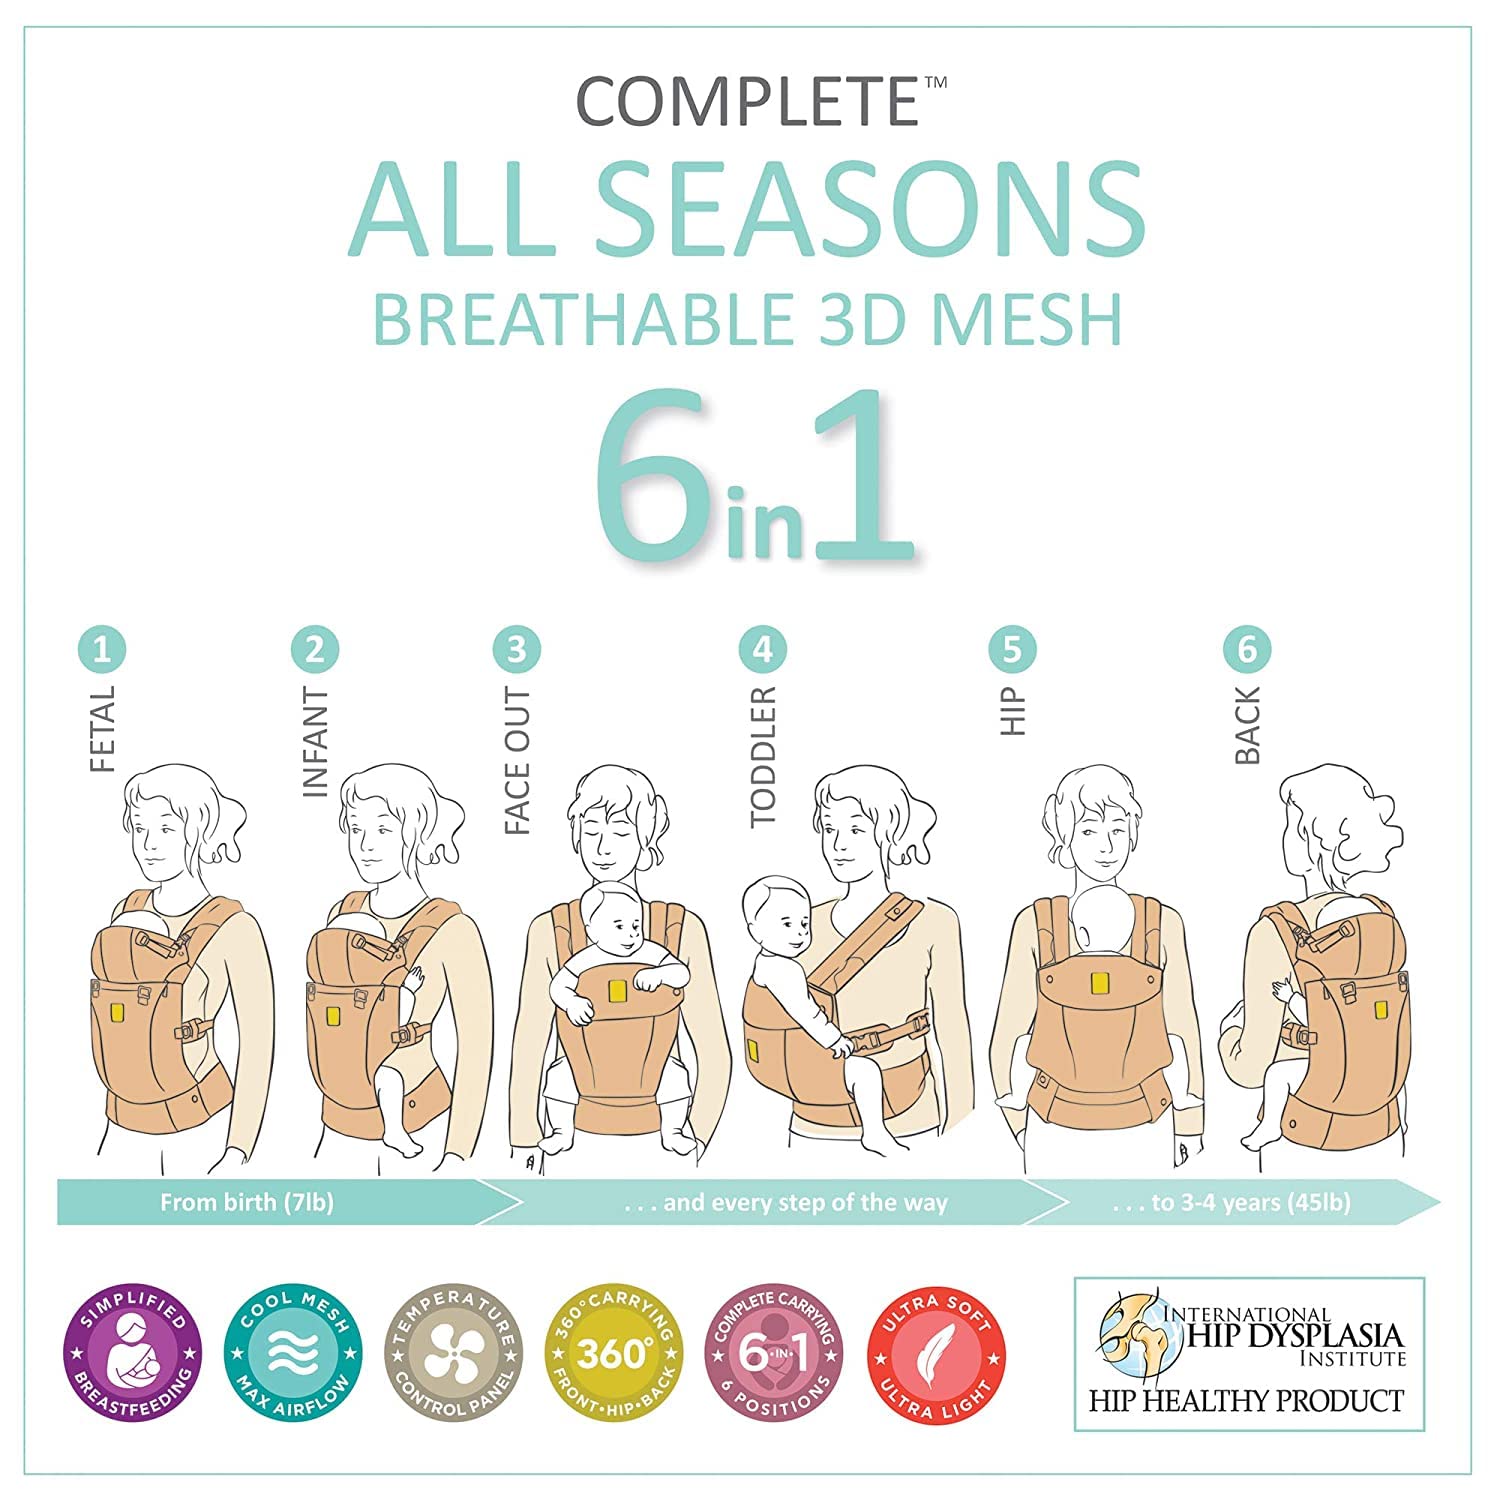 COMPLETE™
ALL SEASONS
BREATHABLE 3D MESH
6in1
1
FETAL
2
INFANT
3
FACE OUT
4
TODDLER
5
HIP
6
BACK
From birth (7lb)
. . . and every step of the way
. . . to 3-4 years (45lb)
SIMPLIFIED
BREASTFEEDING
COOL MESH
MAX AIRFLOW
TEMPERATURE
CONTROL PANEL
360° CARRYING
360°
FRONT·HIP·BACK
COMPLETE CARRYING
6·IN·1
6 POSITIONS
ULTRA SOFT
ULTRA LIGHT
INTERNATIONAL
HIP DYSPLASIA
INSTITUTE
HIP HEALTHY PRODUCT